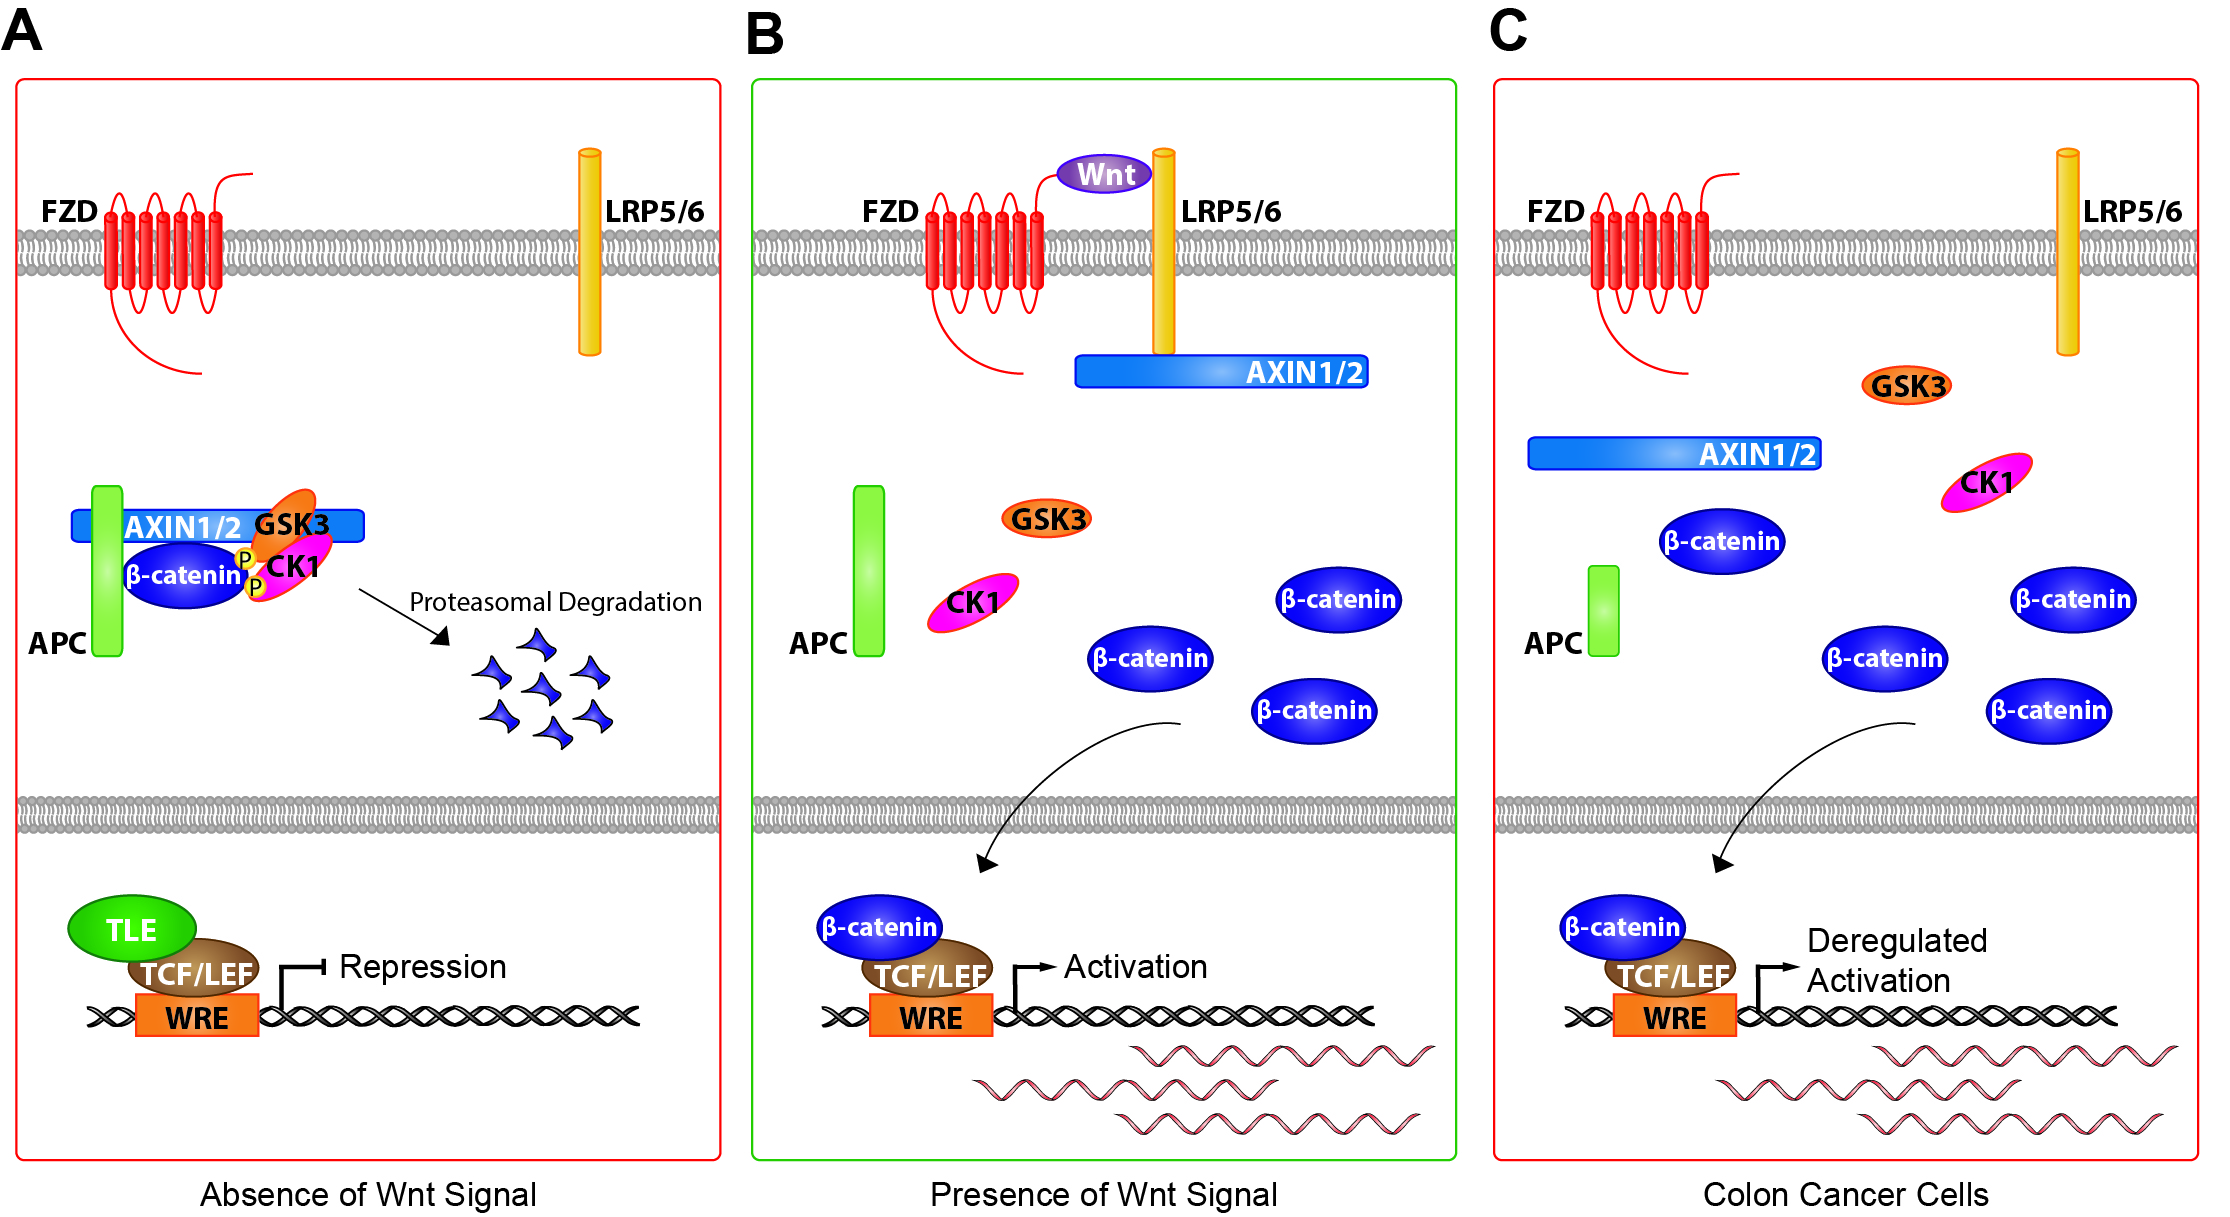 A
FZD
LRP5/6
AXIN1/2
GSK3
β-catenin
P
P
CK1
APC
Proteasomal Degradation
TLE
TCF/LEF
WRE
Repression
Absence of Wnt Signal
B
Wnt
FZD
LRP5/6
AXIN1/2
GSK3
CK1
APC
β-catenin
β-catenin
β-catenin
β-catenin
TCF/LEF
WRE
Activation
Presence of Wnt Signal
C
FZD
LRP5/6
GSK3
AXIN1/2
CK1
β-catenin
β-catenin
APC
β-catenin
β-catenin
β-catenin
TCF/LEF
WRE
Deregulated
Activation
Colon Cancer Cells